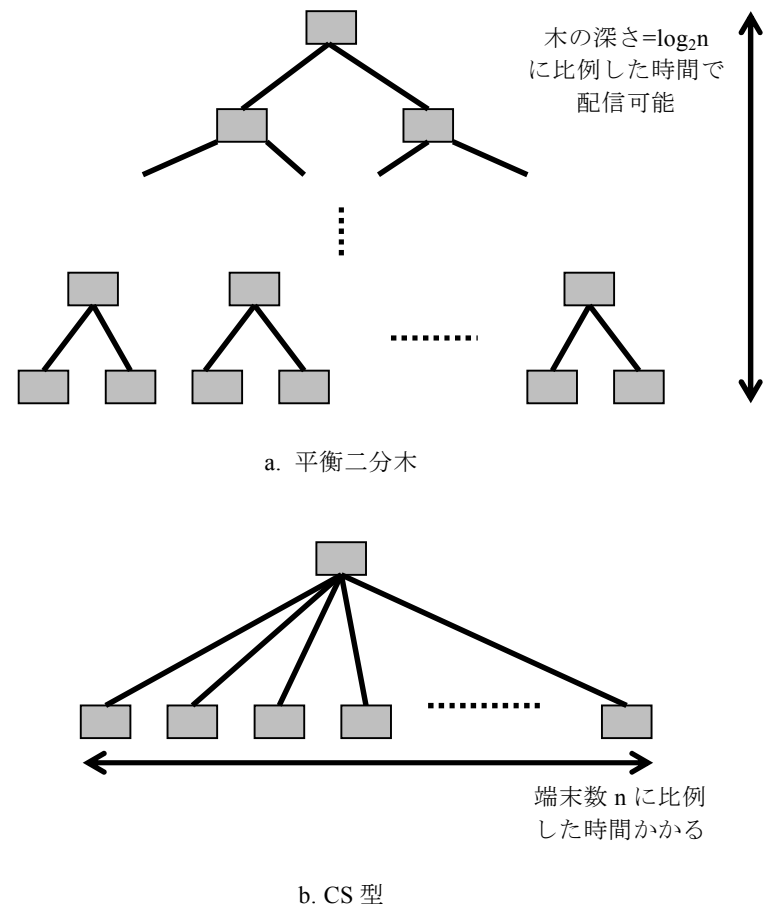 木の深さ=log₂n
に比例した時間で
配信可能
a. 平衡二分木
端末数 n に比例
した時間かかる
b. CS 型